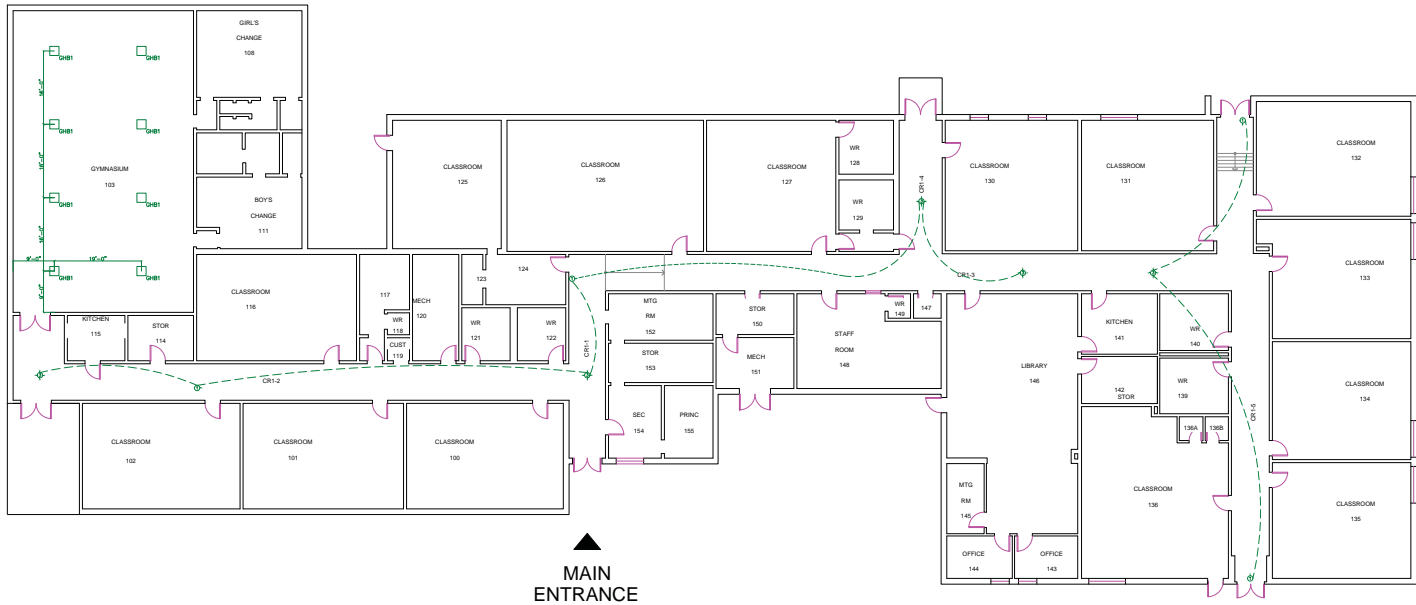 GIRL'S
CHANGE
108
GHB1
GHB1
GHB1
GHB1
GYMNASIUM
103
GHB1
GHB1
BOY'S
CHANGE
111
GHB1
GHB1
9'-0"
19'-0"
CLASSROOM
125
CLASSROOM
126
CLASSROOM
127
WR
128
WR
129
CR1-4
CLASSROOM
130
CLASSROOM
131
CLASSROOM
132
CLASSROOM
133
CLASSROOM
134
CLASSROOM
135
CLASSROOM
116
KITCHEN
115
STOR
114
117
WR
118
CUST
119
MECH
120
123
124
WR
121
WR
122
CR1-1
CR1-2
CR1-3
CR1-5
MTG
RM
152
STOR
153
SEC
154
PRINC
155
STOR
150
MECH
151
STAFF
ROOM
148
WR
149
147
LIBRARY
146
KITCHEN
141
WR
140
142
STOR
WR
139
136A
136B
CLASSROOM
136
MTG
RM
145
OFFICE
144
OFFICE
143
CLASSROOM
102
CLASSROOM
101
CLASSROOM
100
MAIN
ENTRANCE